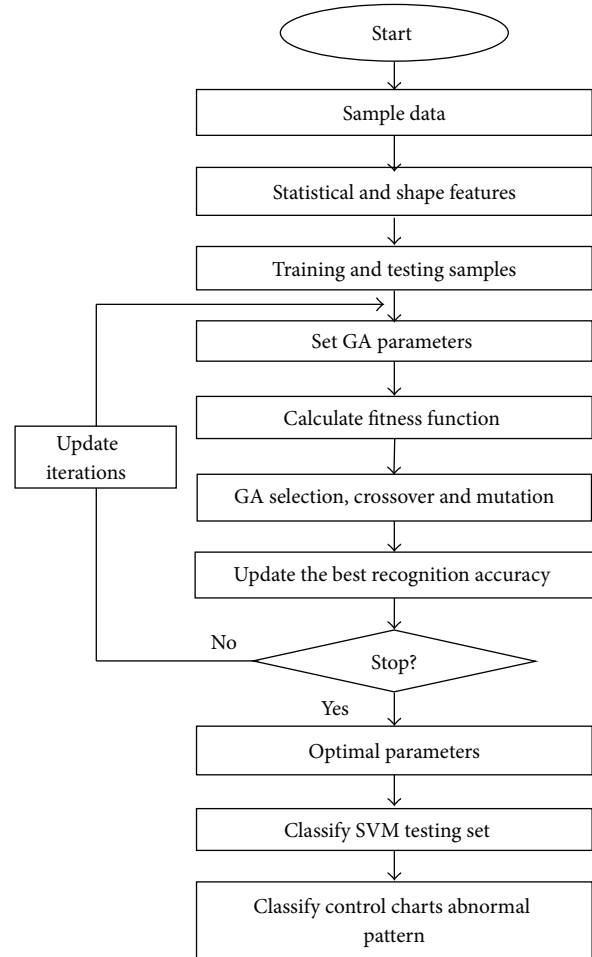 Start
Sample data
Statistical and shape features
Training and testing samples
Set GA parameters
Calculate fitness function
Update
iterations
GA selection, crossover and mutation
Update the best recognition accuracy
No
Stop?
Yes
Optimal parameters
Classify SVM testing set
Classify control charts abnormal
pattern